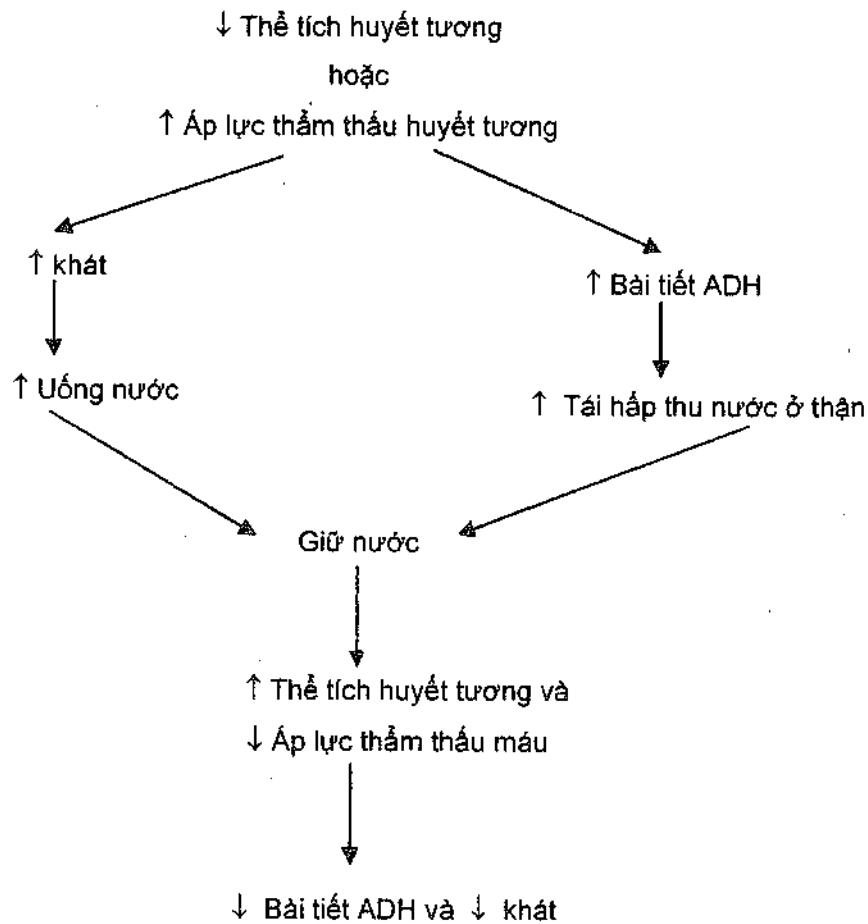 ↓ Thể tích huyết tương
hoặc
↑ Áp lực thẩm thấu huyết tương
↑ khát
↑ Bài tiết ADH
↑ Uống nước
↑ Tái hấp thu nước ở thận
Giữ nước
↑ Thể tích huyết tương và
↓ Áp lực thẩm thấu máu
↓ Bài tiết ADH và ↓ khát